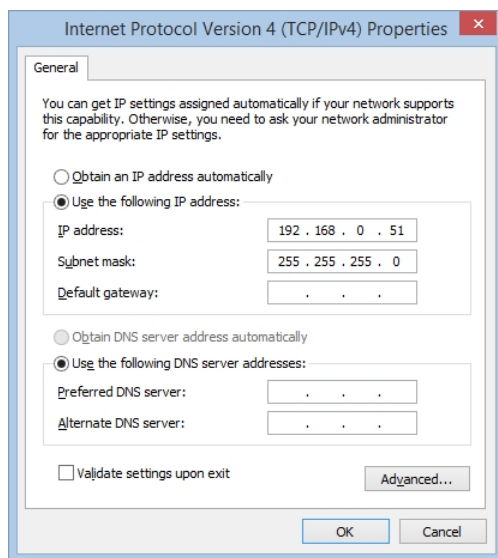 Internet Protocol Version 4 (TCP/IPv4) Properties
General
You can get IP settings assigned automatically if your network supports
this capability. Otherwise, you need to ask your network administrator
for the appropriate IP settings.
Obtain an IP address automatically
Use the following IP address:
IP address: 192 . 168 . 0 . 51
Subnet mask: 255 . 255 . 255 . 0
Default gateway: . . .
Obtain DNS server address automatically
Use the following DNS server addresses:
Preferred DNS server: . . .
Alternate DNS server: . . .
Validate settings upon exit
Advanced...
OK Cancel